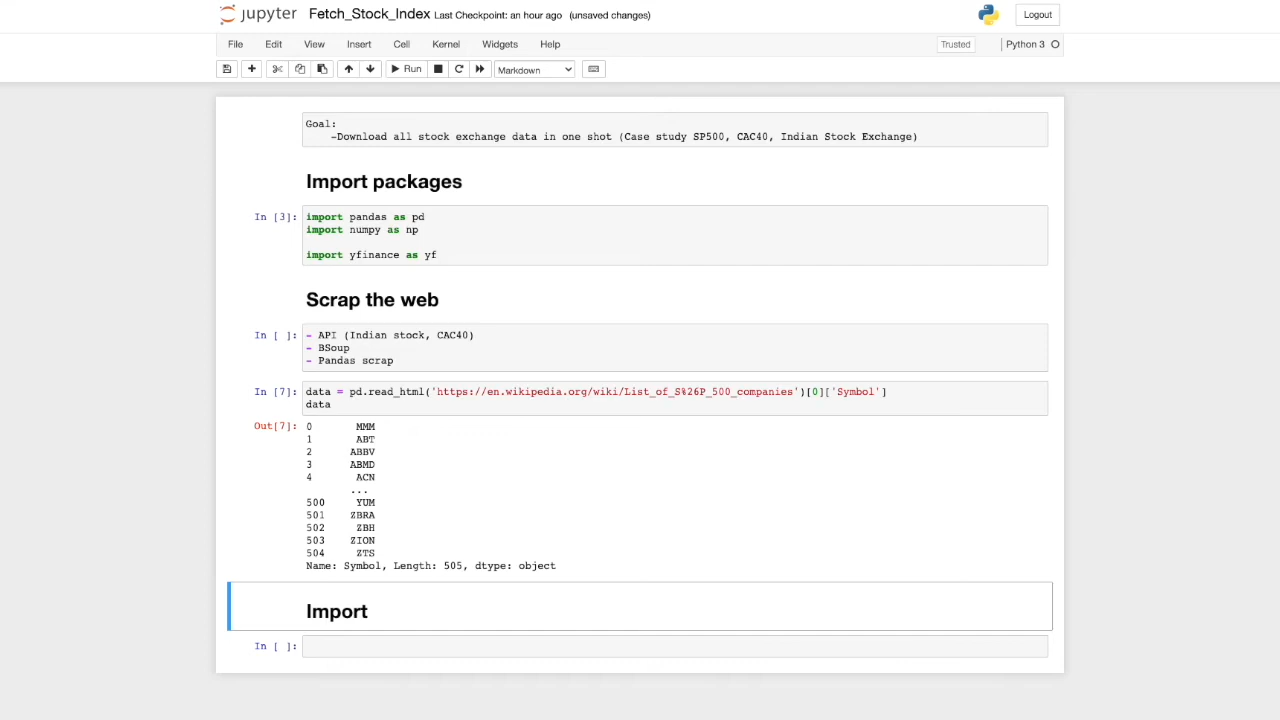 jupyter Fetch_Stock_Index Last Checkpoint: an hour ago (unsaved changes) Logout
File Edit View Insert Cell Kernel Widgets Help Trusted Python 3
Run Markdown
Goal:
-Download all stock exchange data in one shot (Case study SP500, CAC40, Indian Stock Exchange)
Import packages
In [3]: import pandas as pd
import numpy as np
import yfinance as yf
Scrap the web
In [ ]: - API (Indian stock, CAC40)
- BSoup
- Pandas scrap
In [7]: data = pd.read_html('https://en.wikipedia.org/wiki/List_of_S%26P_500_companies')[0]['Symbol']
data
Out[7]: 0 MMM
1 ABT
2 ABBV
3 ABMD
4 ACN
...
500 YUM
501 ZBRA
502 ZBH
503 ZION
504 ZTS
Name: Symbol, Length: 505, dtype: object
Import
In [ ]: